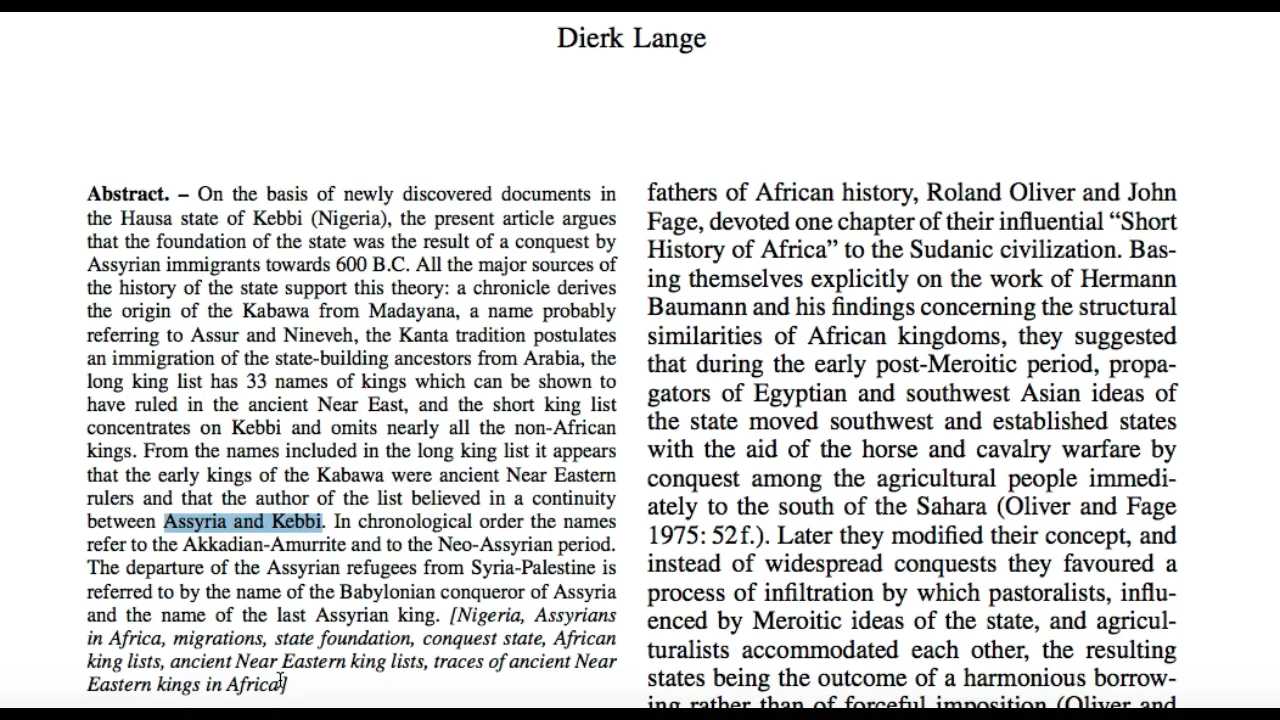 Dierk Lange
Abstract. – On the basis of newly discovered documents in
the Hausa state of Kebbi (Nigeria), the present article argues
that the foundation of the state was the result of a conquest by
Assyrian immigrants towards 600 B.C. All the major sources of
the history of the state support this theory: a chronicle derives
the origin of the Kabawa from Madayana, a name probably
referring to Assur and Nineveh, the Kanta tradition postulates
an immigration of the state-building ancestors from Arabia, the
long king list has 33 names of kings which can be shown to
have ruled in the ancient Near East, and the short king list
concentrates on Kebbi and omits nearly all the non-African
kings. From the names included in the long king list it appears
that the early kings of the Kabawa were ancient Near Eastern
rulers and that the author of the list believed in a continuity
between Assyria and Kebbi. In chronological order the names
refer to the Akkadian-Amurrite and to the Neo-Assyrian period.
The departure of the Assyrian refugees from Syria-Palestine is
referred to by the name of the Babylonian conqueror of Assyria
and the name of the last Assyrian king. [Nigeria, Assyrians
in Africa, migrations, state foundation, conquest state, African
king lists, ancient Near Eastern king lists, traces of ancient Near
Eastern kings in Africa]
fathers of African history, Roland Oliver and John
Fage, devoted one chapter of their influential “Short
History of Africa” to the Sudanic civilization. Bas-
ing themselves explicitly on the work of Hermann
Baumann and his findings concerning the structural
similarities of African kingdoms, they suggested
that during the early post-Meroitic period, propa-
gators of Egyptian and southwest Asian ideas of
the state moved southwest and established states
with the aid of the horse and cavalry warfare by
conquest among the agricultural people immedi-
ately to the south of the Sahara (Oliver and Fage
1975: 52 f.). Later they modified their concept, and
instead of widespread conquests they favoured a
process of infiltration by which pastoralists, influ-
enced by Meroitic ideas of the state, and agricul-
turalists accommodated each other, the resulting
states being the outcome of a harmonious borrow-
ing rather than of forceful imposition (Oliver and